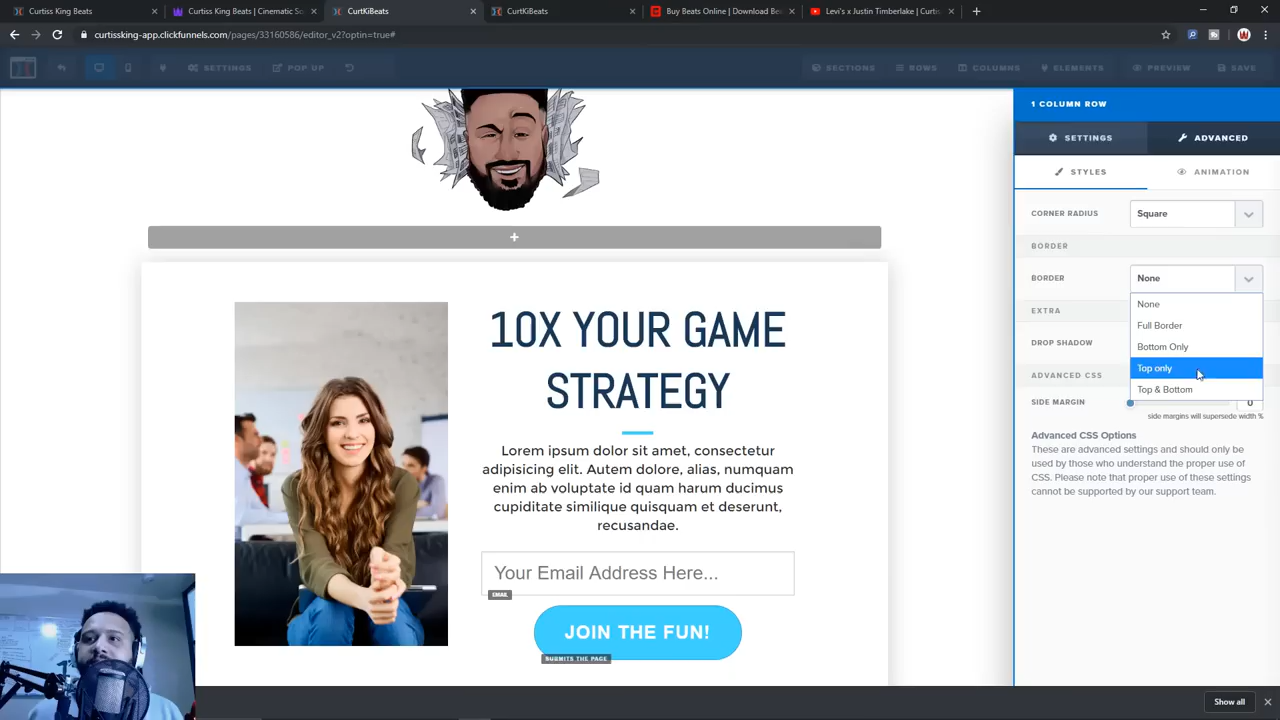 Curtiss King Beats
Curtiss King Beats | Cinematic So
CurtKiBeats
CurtKiBeats
Buy Beats Online | Download Be
Levi's x Justin Timberlake | Curt
curtissking-app.clickfunnels.com/pages/33160586/editor_v2?optin=true#
SETTINGS
POP UP
SECTIONS
ROWS
COLUMNS
ELEMENTS
PREVIEW
SAVE
1 COLUMN ROW
SETTINGS
ADVANCED
STYLES
ANIMATION
CORNER RADIUS
Square
BORDER
BORDER
None
None
EXTRA
Full Border
DROP SHADOW
Bottom Only
ADVANCED CSS
Top only
Top & Bottom
SIDE MARGIN
0
side margins will supersede width %
Advanced CSS Options
These are advanced settings and should only be
used by those who understand the proper use of
CSS. Please note that proper use of these settings
cannot be supported by our support team.
10X YOUR GAME
STRATEGY
Lorem ipsum dolor sit amet, consectetur
adipisicing elit. Autem dolore, alias, numquam
enim ab voluptate id quam harum ducimus
cupiditate similique quisquam et deserunt,
recusandae.
Your Email Address Here...
EMAIL
JOIN THE FUN!
SUBMITS THE PAGE
Show all